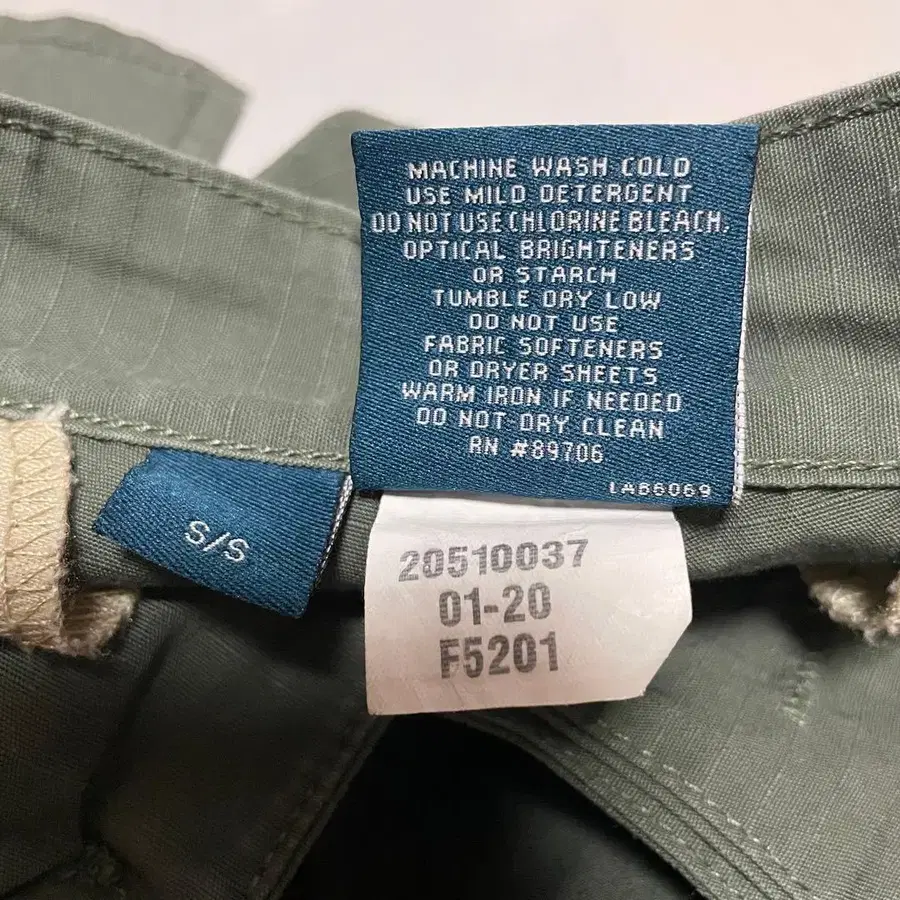 MACHINE WASH COLD
USE MILD DETERGENT
DO NOT USE CHLORINE BLEACH,
OPTICAL BRIGHTENERS
OR STARCH
TUMBLE DRY LOW
DO NOT USE
FABRIC SOFTENERS
OR DRYER SHEETS
WARM IRON IF NEEDED
DO NOT DRY CLEAN
RN #89706
LAB6069
S/S
20510037
01-20
F5201